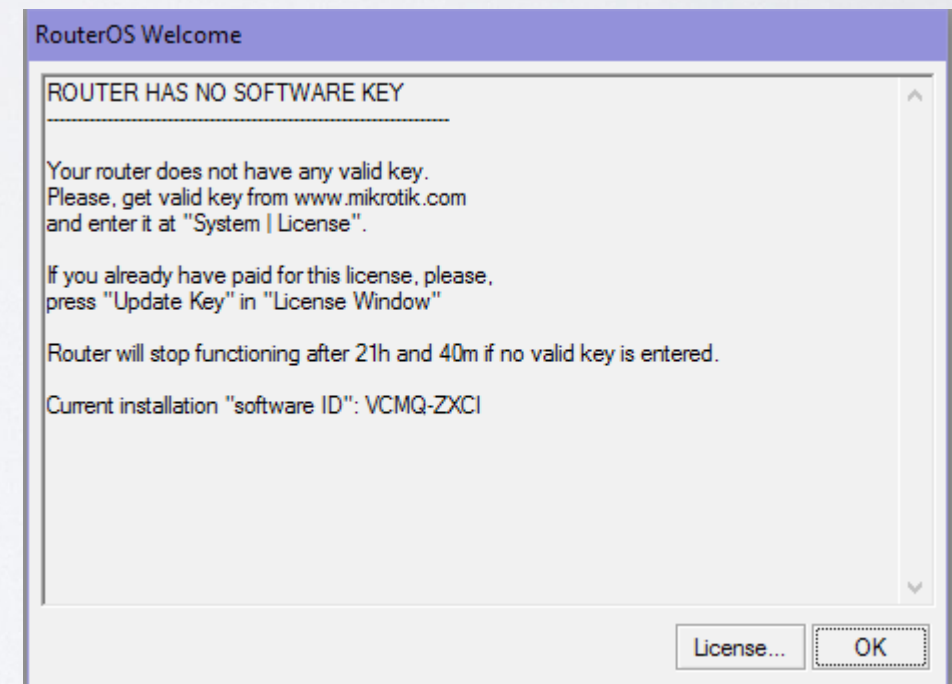 RouterOS Welcome
ROUTER HAS NO SOFTWARE KEY
-------------------------------------------------------------------
Your router does not have any valid key.
Please, get valid key from www.mikrotik.com
and enter it at "System | License".
If you already have paid for this license, please,
press "Update Key" in "License Window"
Router will stop functioning after 21h and 40m if no valid key is entered.
Current installation "software ID": VCMQ-ZXCI
License...
OK